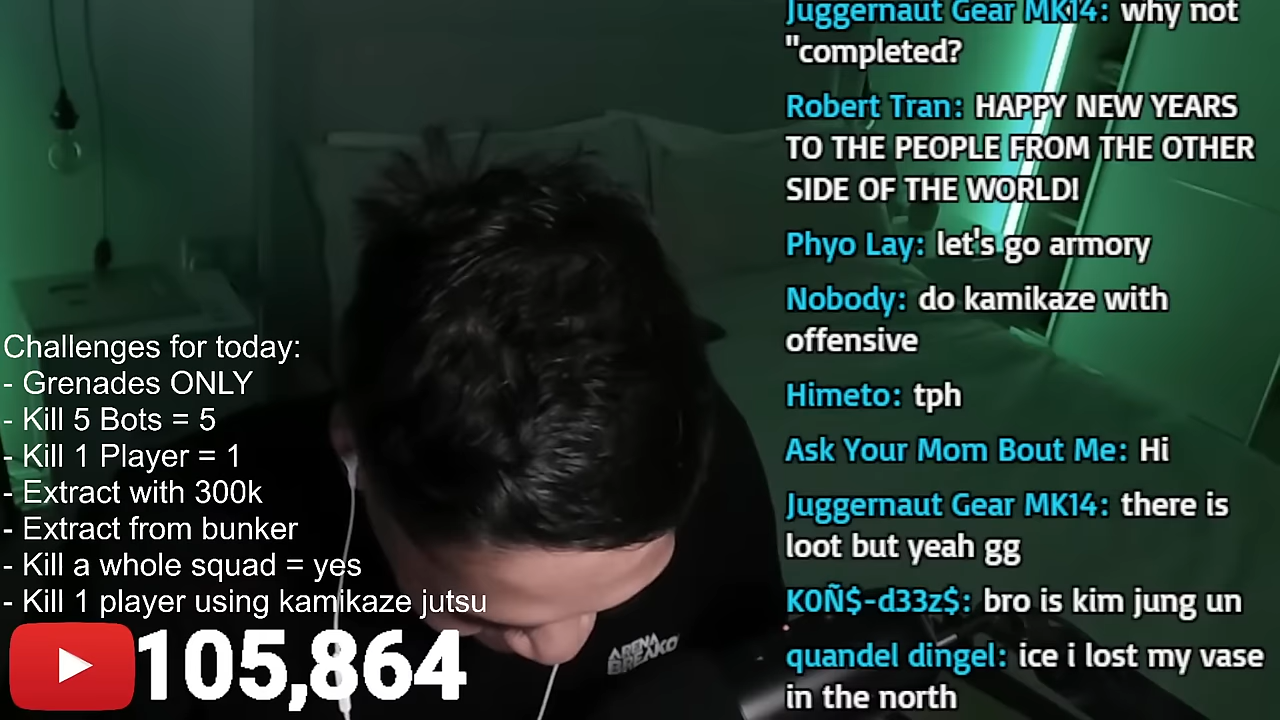 Juggernaut Gear MK14: why not
"completed?
Robert Tran: HAPPY NEW YEARS
TO THE PEOPLE FROM THE OTHER
SIDE OF THE WORLD!
Phyo Lay: let's go armory
Nobody: do kamikaze with
offensive
Himeto: tph
Ask Your Mom Bout Me: Hi
Juggernaut Gear MK14: there is
loot but yeah gg
KOÑ$-d33z$: bro is kim jung un
quandel dingel: ice i lost my vase
in the north
Challenges for today:
- Grenades ONLY
- Kill 5 Bots = 5
- Kill 1 Player = 1
- Extract with 300k
- Extract from bunker
- Kill a whole squad = yes
- Kill 1 player using kamikaze jutsu
105,864
ARENA
BREAKO